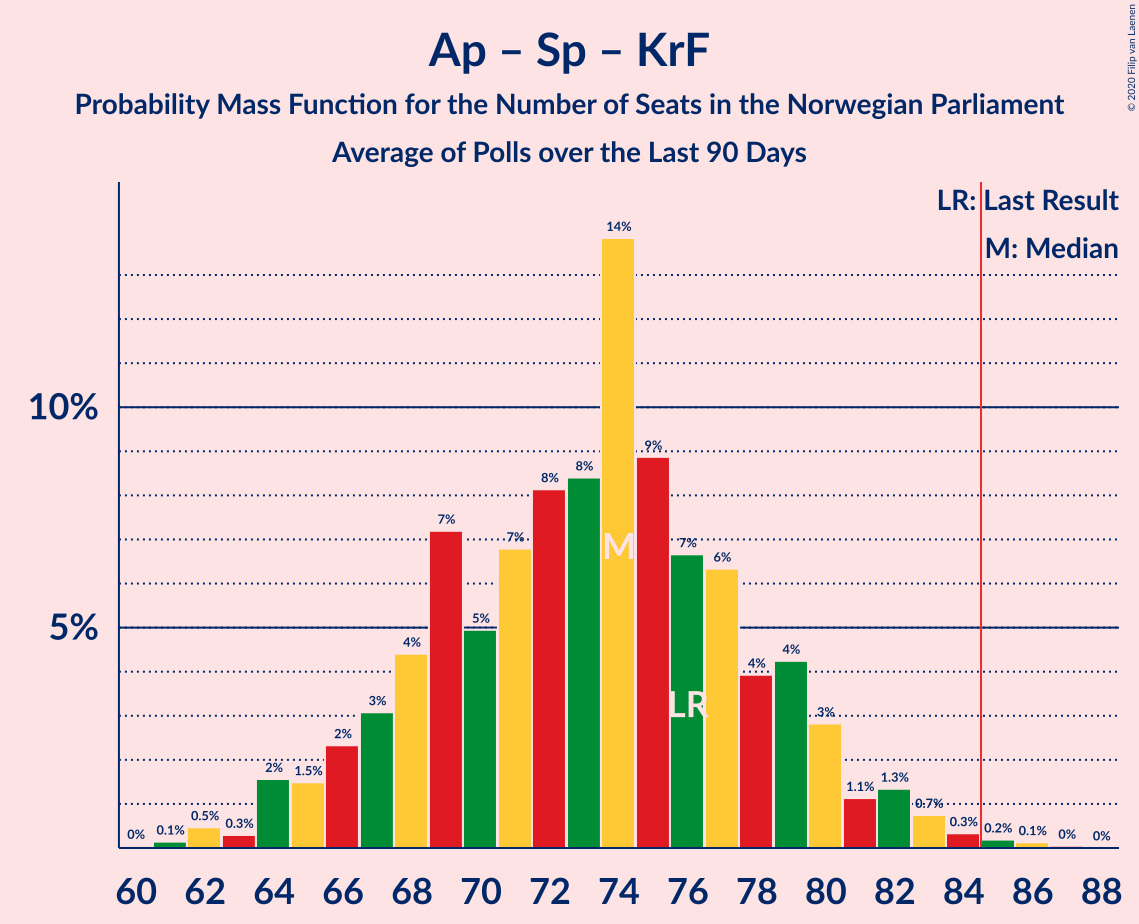 Ap – Sp – KrF
Probability Mass Function for the Number of Seats in the Norwegian Parliament
Average of Polls over the Last 90 Days
© 2020 Filip van Laenen
LR: Last Result
M: Median
10%
5%
0% 0.1% 0.5% 0.3% 2% 1.5% 2% 3% 4% 7% 5% 7% 8% 8% 14% 9% 7% 6% 4% 4% 3% 1.1% 1.3% 0.7% 0.3% 0.2% 0.1% 0% 0%
M
LR
60 62 64 66 68 70 72 74 76 78 80 82 84 86 88